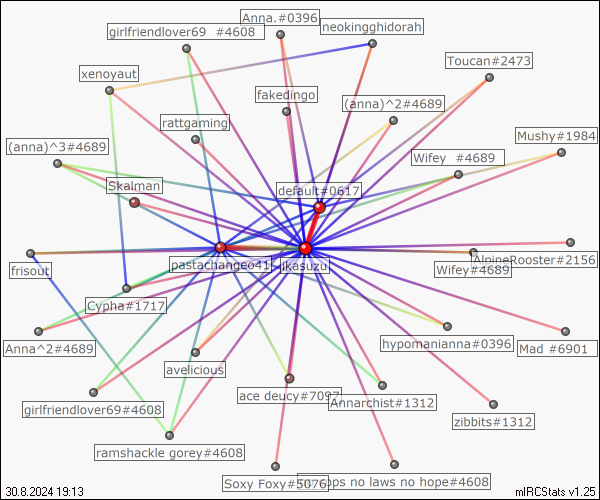 Anna.#0396
girlfriendlover69 #4608
neokingghidorah
Toucan#2473
xenoyaut
fakedingo
(anna)^2#4689
rattgaming
Mushy#1984
(anna)^3#4689
Wifey #4689
Skalman
default#0617
AlpineRooster#2156
pastachangeo41
ikasuzu
Wifey#4689
frisout
Cypha#1717
hypomanianna#0396
Anna^2#4689
Mad #6901
avelicious
ace deucy#7097
Annarchist#1312
girlfriendlover69#4608
zibbits#1312
ramshackle gorey#4608
Soxy Foxy#5076
ops no laws no hope#4608
30.8.2024 19:13
mIRCStats v1.25